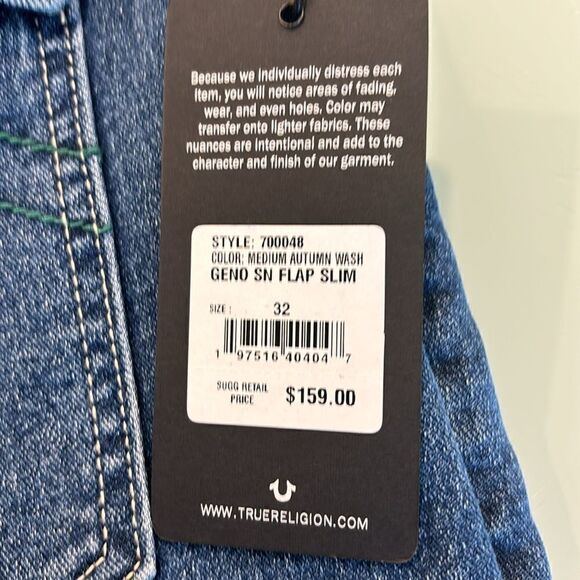 Because we individually distress each
item, you will notice areas of fading,
wear, and even holes. Color may
transfer onto lighter fabrics. These
nuances are intentional and add to the
character and finish of our garment.
STYLE: 700048
COLOR: MEDIUM AUTUMN WASH
GENO SN FLAP SLIM
SIZE : 32
1 97516 40404 7
SUGG RETAIL
PRICE $159.00
WWW.TRUERELIGION.COM